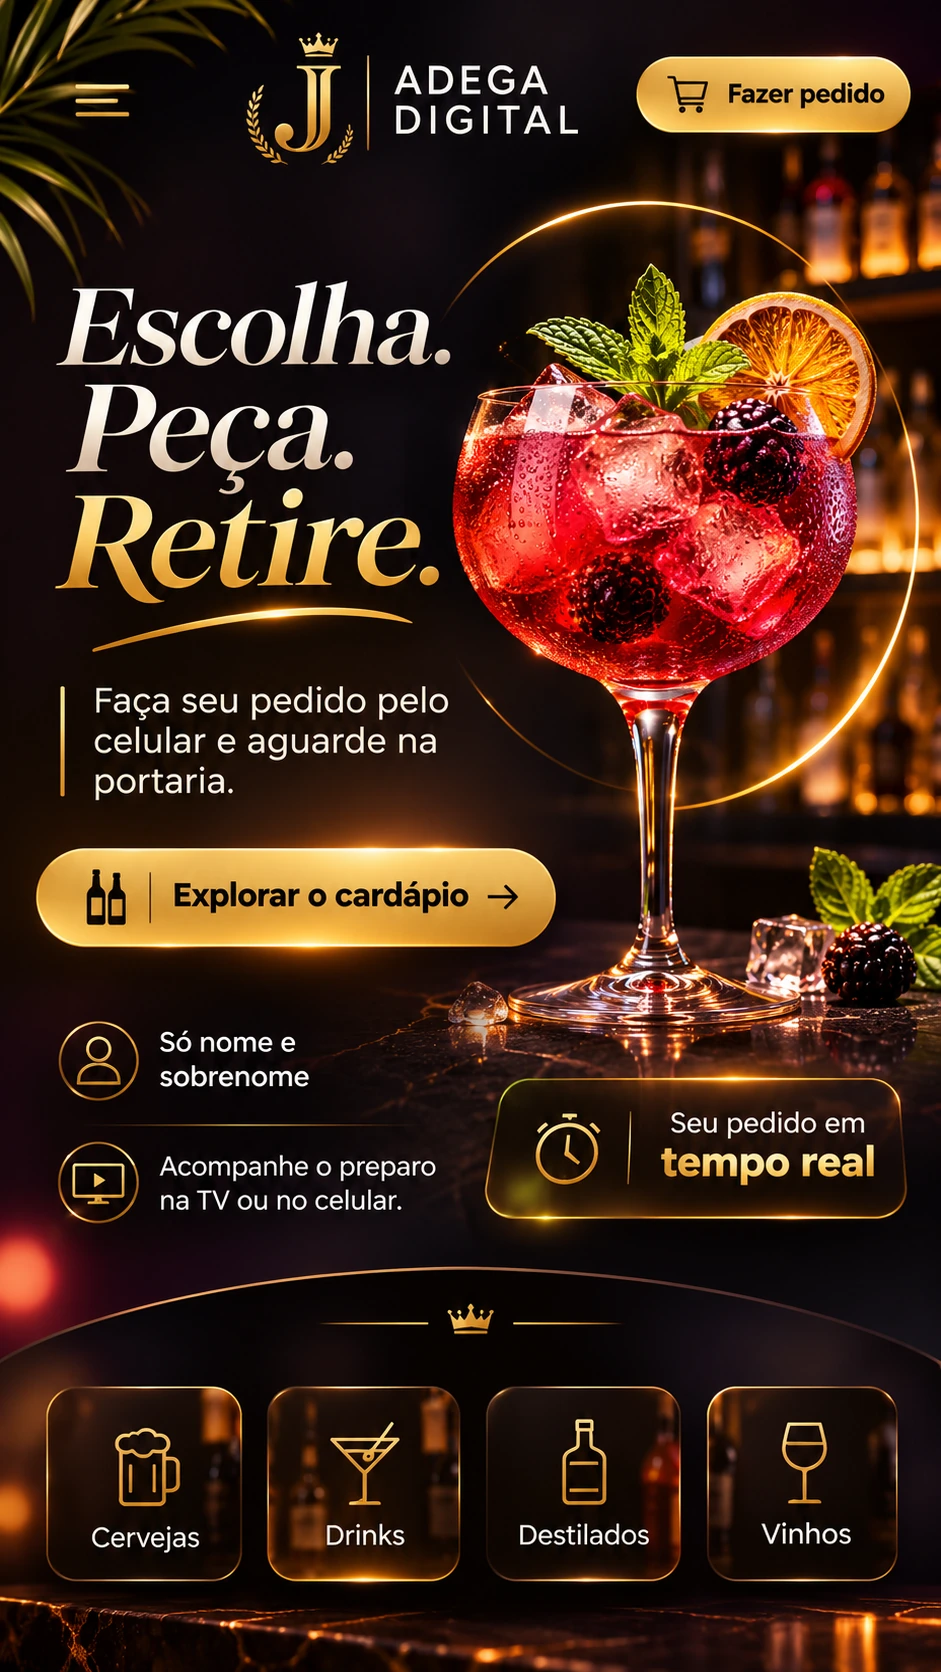 J
ADEGA
DIGITAL
Fazer pedido
Escolha.
Peça.
Retire.
Faça seu pedido pelo
celular e aguarde na
portaria.
Explorar o cardápio →
Só nome e
sobrenome
Acompanhe o preparo
na TV ou no celular.
Seu pedido em
tempo real
Cervejas
Drinks
Destilados
Vinhos